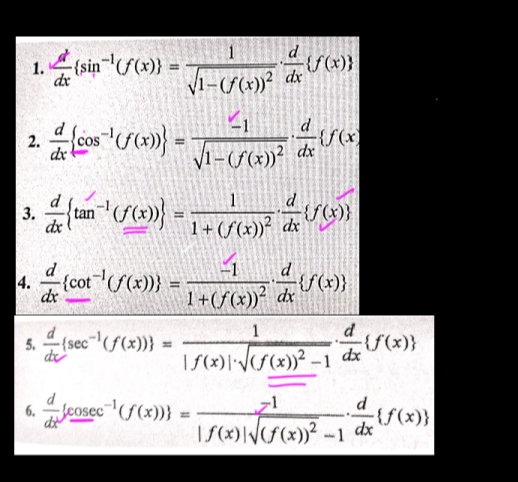 1. d/dx {sin⁻¹(f(x)} = 1/√(1−(f(x))²) · d/dx {f(x)}
2. d/dx {cos⁻¹(f(x))} = −1/√(1−(f(x))²) · d/dx {f(x
3. d/dx {tan⁻¹(f(x))} = 1/(1+(f(x))²) · d/dx {f(x)}
4. d/dx {cot⁻¹(f(x))} = −1/(1+(f(x))²) · d/dx {f(x)}
5. d/dx {sec⁻¹(f(x))} = 1/(|f(x)|·√((f(x))²−1)) · d/dx {f(x)}
6. d/dx {cosec⁻¹(f(x))} = −1/(|f(x)|√((f(x))²−1)) · d/dx {f(x)}